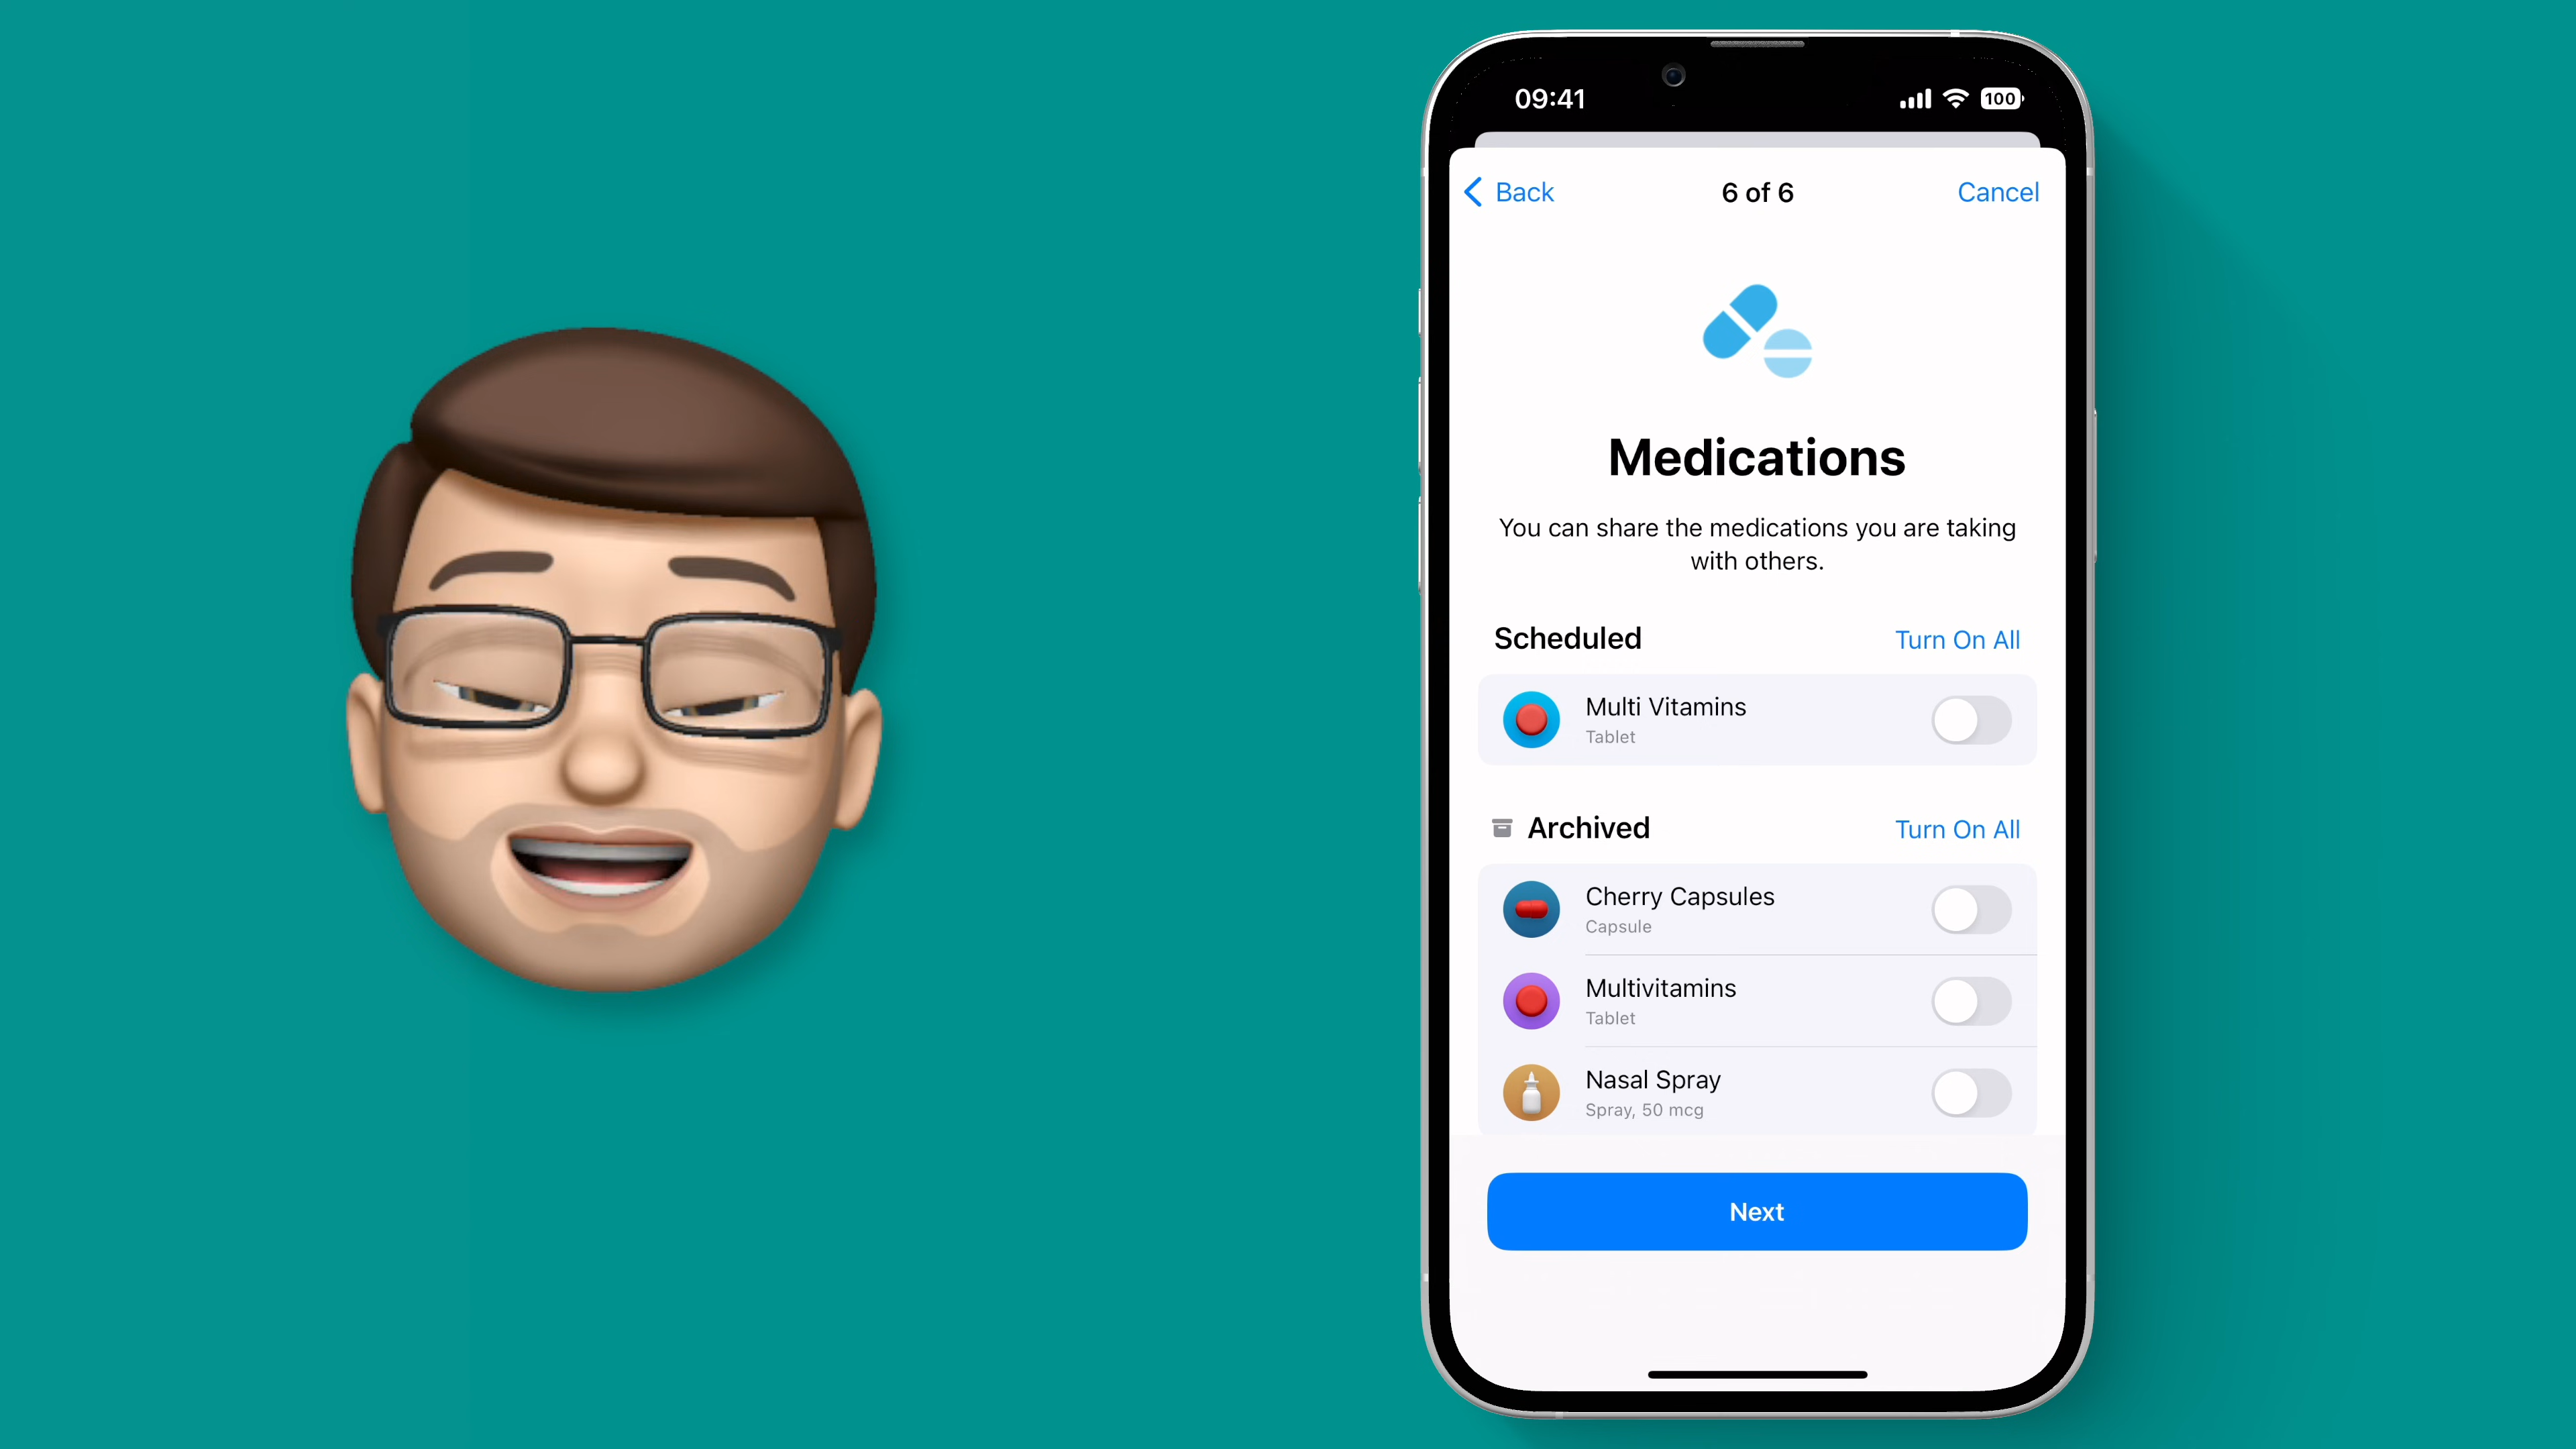 09:41
100
Back
6 of 6
Cancel
Medications
You can share the medications you are taking
with others.
Scheduled
Turn On All
Multi Vitamins
Tablet
Archived
Turn On All
Cherry Capsules
Capsule
Multivitamins
Tablet
Nasal Spray
Spray, 50 mcg
Next